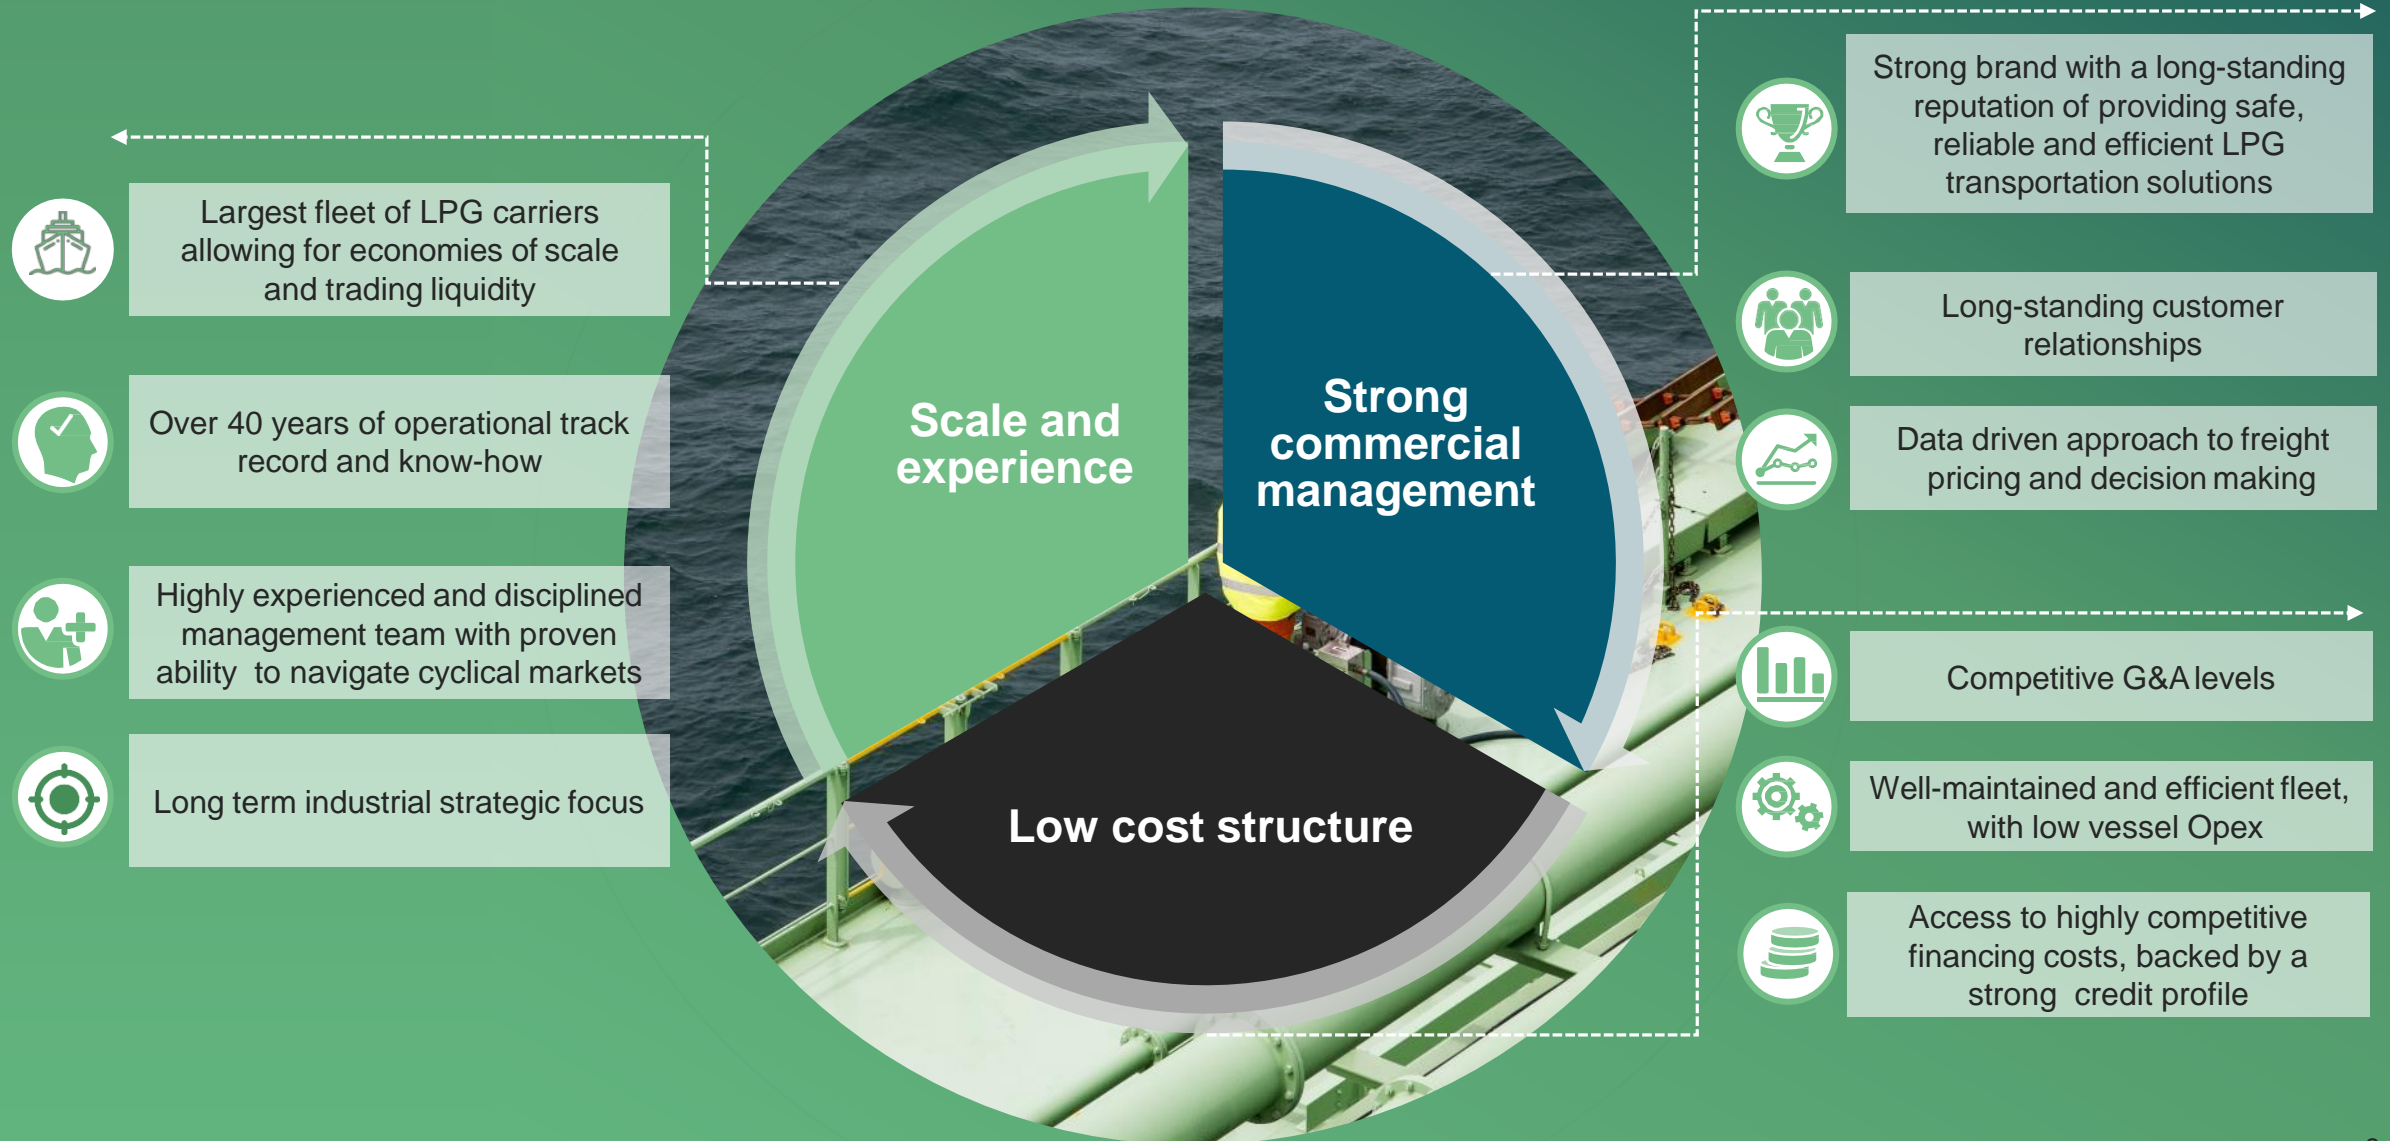 Largest fleet of LPG carriers
allowing for economies of scale
and trading liquidity
Over 40 years of operational track
record and know-how
Highly experienced and disciplined
management team with proven
ability  to navigate cyclical markets
Long term industrial strategic focus
Scale and
experience
Strong
commercial
management
Low cost structure
Strong brand with a long-standing
reputation of providing safe,
reliable and efficient LPG
transportation solutions
Long-standing customer
relationships
Data driven approach to freight
pricing and decision making
Competitive G&A levels
Well-maintained and efficient fleet,
with low vessel Opex
Access to highly competitive
financing costs, backed by a
strong  credit profile